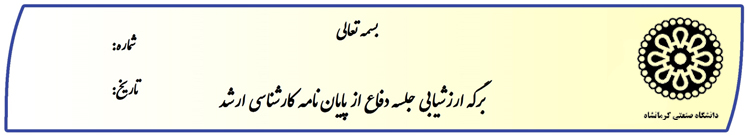 بسمه تعالی
شماره:
تاریخ:
برگه ارزشیابی جلسه دفاع از پایان نامه کارشناسی ارشد
دانشگاه صنعتی کرمانشاه